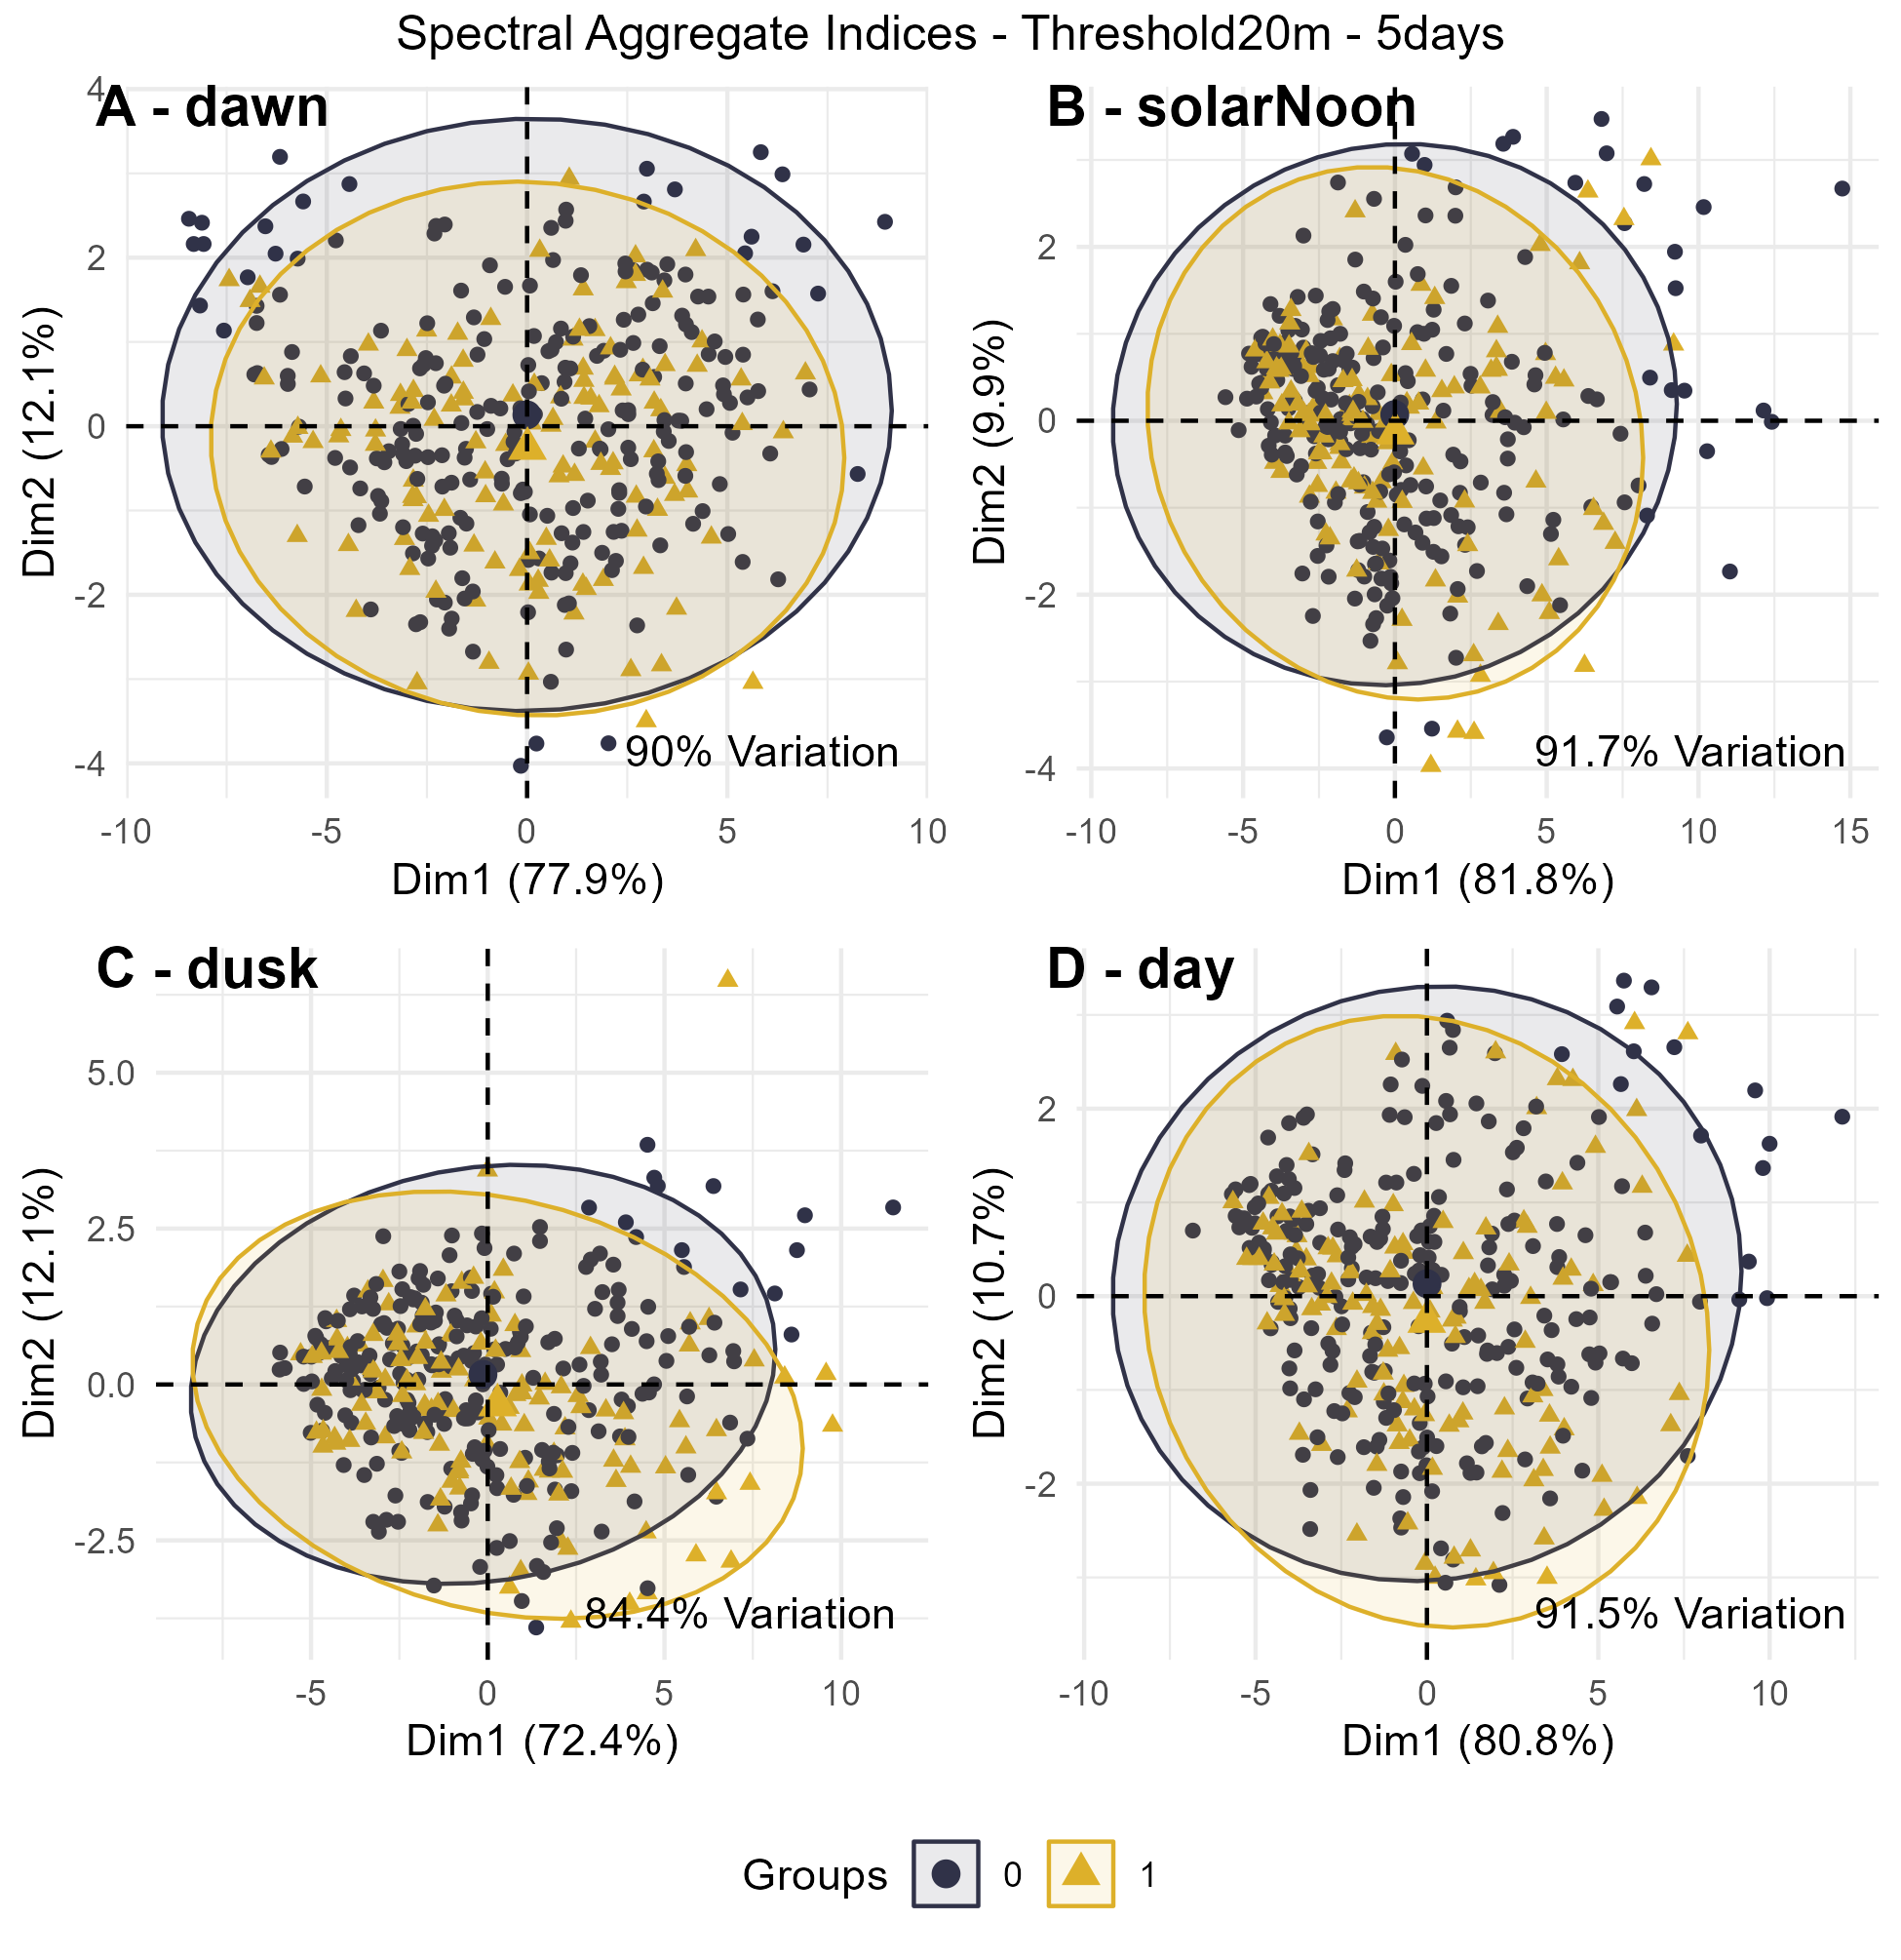 Spectral Aggregate Indices - Threshold20m - 5days
A - dawn
4
2
0
-2
-4
Dim2 (12.1%)
90% Variation
-10 -5 0 5 10
Dim1 (77.9%)
B - solarNoon
2
0
-2
-4
Dim2 (9.9%)
91.7% Variation
-10 -5 0 5 10 15
Dim1 (81.8%)
C - dusk
5.0
2.5
0.0
-2.5
Dim2 (12.1%)
84.4% Variation
-5 0 5 10
Dim1 (72.4%)
D - day
2
0
-2
Dim2 (10.7%)
91.5% Variation
-10 -5 0 5 10
Dim1 (80.8%)
Groups 0 1